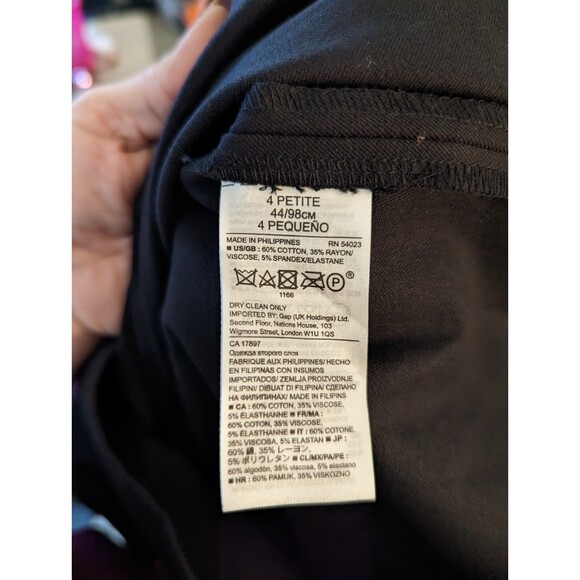 4 PETITE
44/98CM
4 PEQUEÑO
MADE IN PHILIPPINES RN 54023
■ US/GB : 60% COTTON, 35% RAYON/
VISCOSE, 5% SPANDEX/ELASTANE
P ®
1166
DRY CLEAN ONLY
IMPORTED BY: Gap (UK Holdings) Ltd.
Second Floor, Nations House, 103
Wigmore Street, London W1U 1QS
CA 17897
Одежда второго слоя
FABRIQUE AUX PHILIPPINES/ HECHO
EN FILIPINAS CON INSUMOS
IMPORTADOS/ ZEMLJA PROIZVODNJE
FILIPINI/ DIBUAT DI FILIPINA/ СДЕЛАНО
НА ФИЛИППИНАХ/ MADE IN FILIPINS
■ CA : 60% COTON, 35% VISCOSE,
5% ÉLASTHANNE ■ FR/MA :
60% COTON, 35% VISCOSE,
5% ÉLASTHANNE ■ IT : 60% COTONE,
35% VISCOSA, 5% ELASTAN ■ JP :
60% 綿, 35% レーヨン,
5% ポリウレタン ■ CL/MX/PA/PE :
60% algodón, 35% viscosa, 5% elastano
■ HR : 60% PAMUK, 35% VISKOZNO